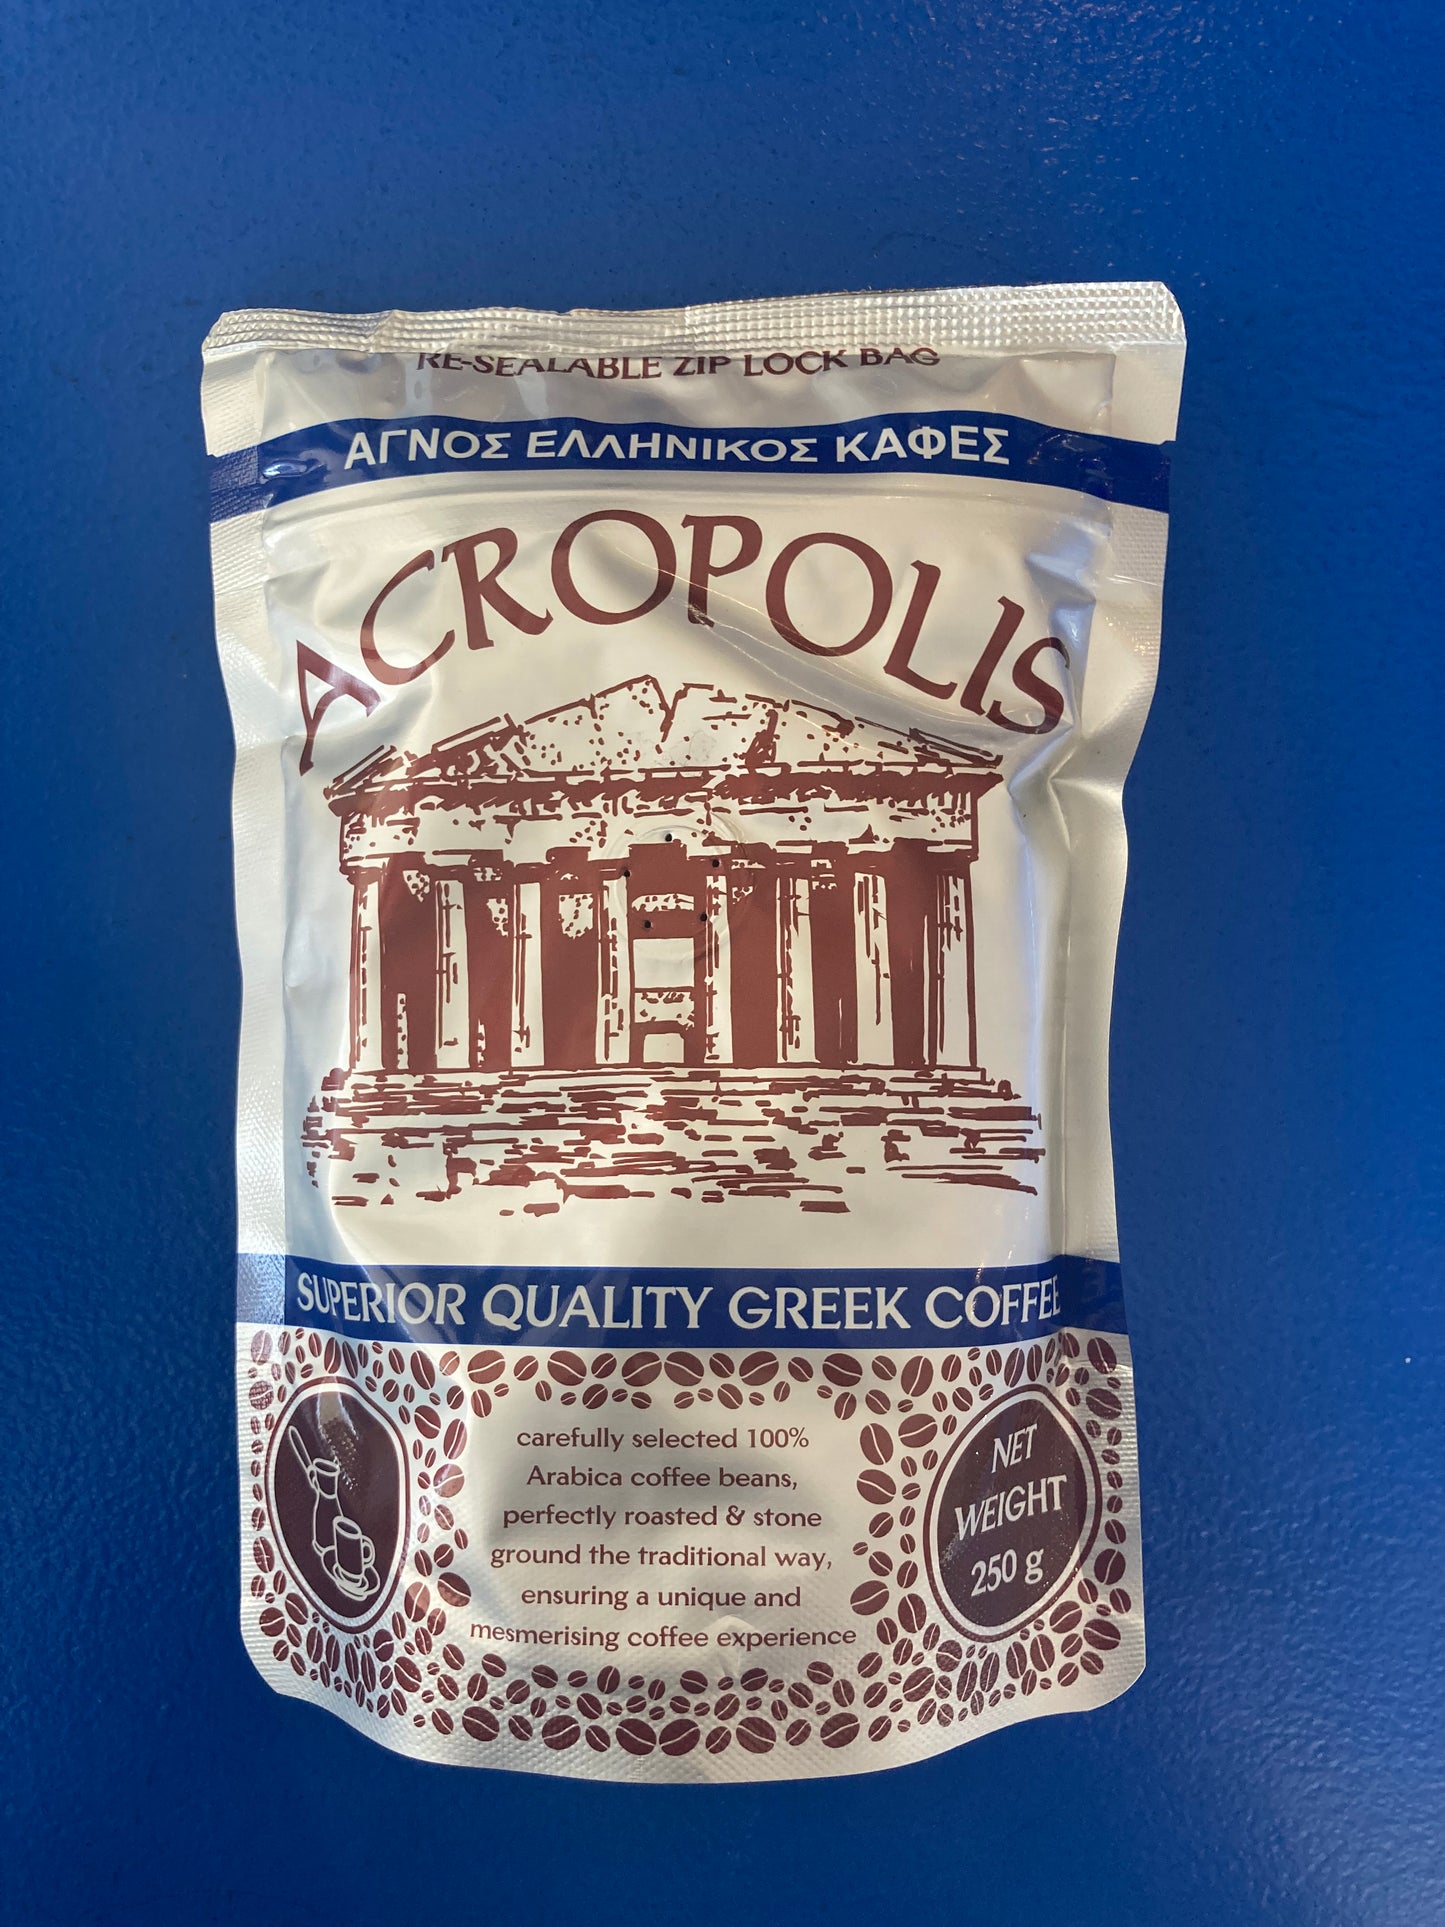 RE-SEALABLE ZIP LOCK BAG
ΑΓΝΟΣ ΕΛΛΗΝΙΚΟΣ ΚΑΦΕΣ
ACROPOLIS
SUPERIOR QUALITY GREEK COFFEE
carefully selected 100%
Arabica coffee beans,
perfectly roasted & stone
ground the traditional way,
ensuring a unique and
mesmerising coffee experience
NET
WEIGHT
250 g